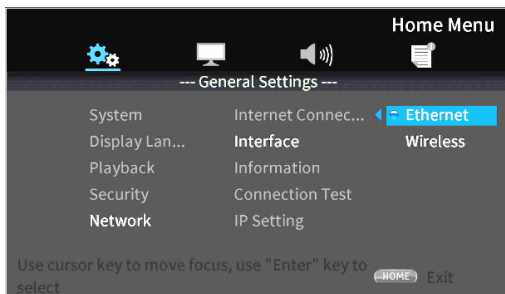 Home Menu
--- General Settings ---
System
Display Lan...
Playback
Security
Network
Internet Connec...
Interface
Information
Connection Test
IP Setting
Ethernet
Wireless
Use cursor key to move focus, use "Enter" key to
select
HOME Exit